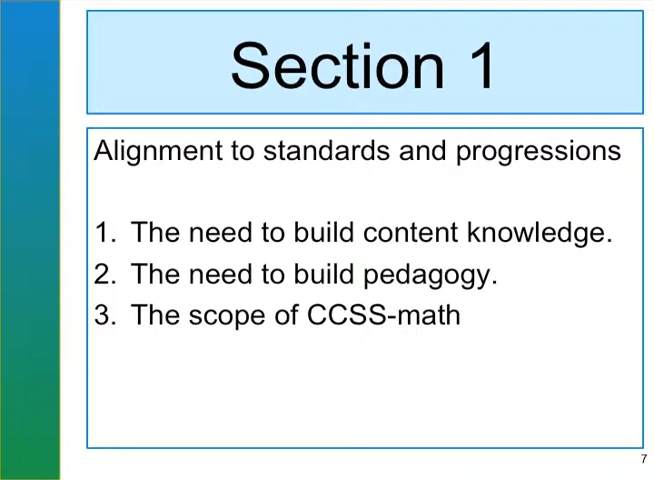 Section 1
Alignment to standards and progressions
1. The need to build content knowledge.
2. The need to build pedagogy.
3. The scope of CCSS-math
7